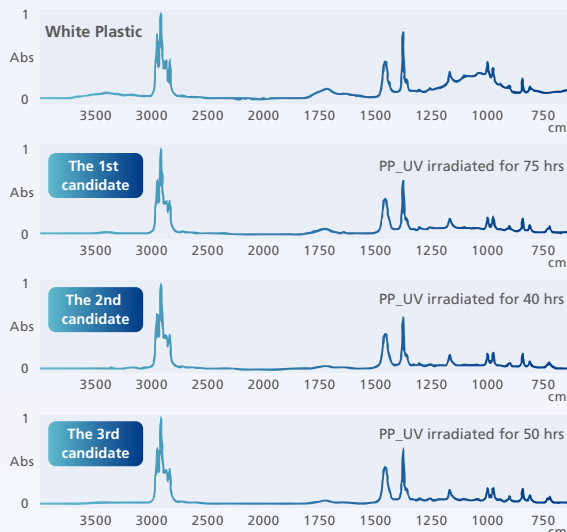 1
White Plastic
Abs
0
3500 3000 2500 2000 1750 1500 1250 1000 750
cm
1
The 1st
candidate
PP_UV irradiated for 75 hrs
Abs
0
3500 3000 2500 2000 1750 1500 1250 1000 750
cm
1
The 2nd
candidate
PP_UV irradiated for 40 hrs
Abs
0
3500 3000 2500 2000 1750 1500 1250 1000 750
cm
1
The 3rd
candidate
PP_UV irradiated for 50 hrs
Abs
0
3500 3000 2500 2000 1750 1500 1250 1000 750
cm